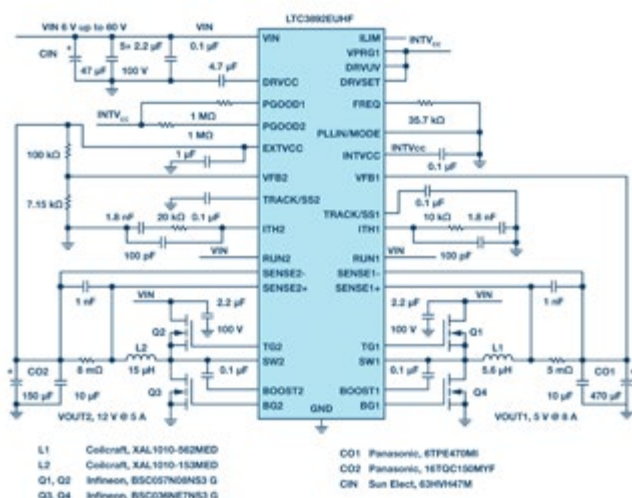 LTC3892EUHF
VIN 6 V up to 60 V
VIN
CIN
47 µF
5× 2.2 µF
100 V
0.1 µF
4.7 µF
VIN
DRVCC
PGOOD1
PGOOD2
EXTVCC
VFB2
TRACK/SS2
ITH2
RUN2
SENSE2-
SENSE2+
TG2
SW2
BOOST2
BG2
GND
ILIM
VPRG1
DRVUV
DRVSET
FREQ
PLLIN/MODE
INTVCC
VFB1
TRACK/SS1
ITH1
RUN1
SENSE1-
SENSE1+
TG1
SW1
BOOST1
BG1
INTVcc
1 MΩ
1 MΩ
1 µF
100 kΩ
7.15 kΩ
1.8 nF
20 kΩ
0.1 µF
100 pF
VIN
1 nF
VIN
2.2 µF
100 V
Q2
L2
CO2
8 mΩ
15 µH
150 µF
10 µF
Q3
0.1 µF
VOUT2, 12 V @ 5 A
INTVcc
35.7 kΩ
INTVcc
0.1 µF
0.1 µF
10 kΩ
1.8 nF
VIN
100 pF
1 nF
2.2 µF
VIN
100 V
Q1
L1
0.1 µF
5.6 µH
5 mΩ
CO1
Q4
10 µF
470 µF
VOUT1, 5 V @ 8 A
L1 Coilcraft, XAL1010-562MED
L2 Coilcraft, XAL1010-153MED
Q1, Q2 Infineon, BSC057N08NS3 G
Q3, Q4 Infineon, BSC036NE7NS3 G
CO1 Panasonic, 6TPE470MI
CO2 Panasonic, 16TQC150MYF
CIN Sun Elect, 63HVH47M